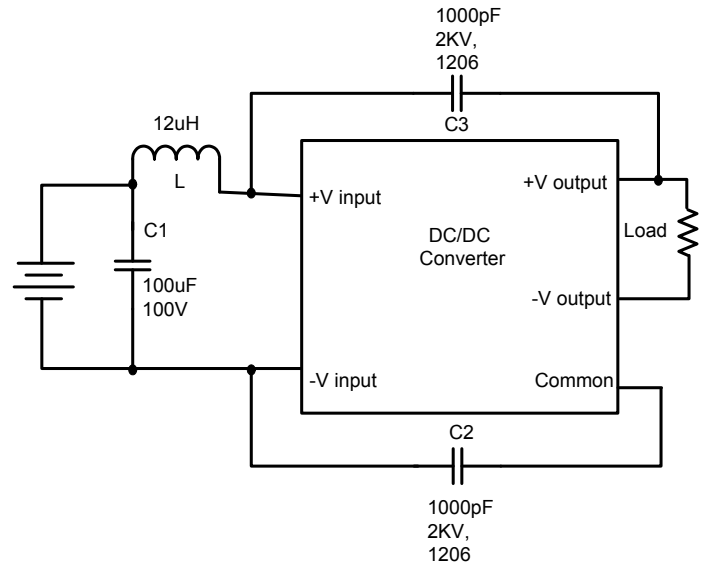 1000pF
2KV,
1206
C3
12uH
L
+V input
+V output
C1
DC/DC
Converter
Load
100uF
100V
-V output
-V input
Common
C2
1000pF
2KV,
1206